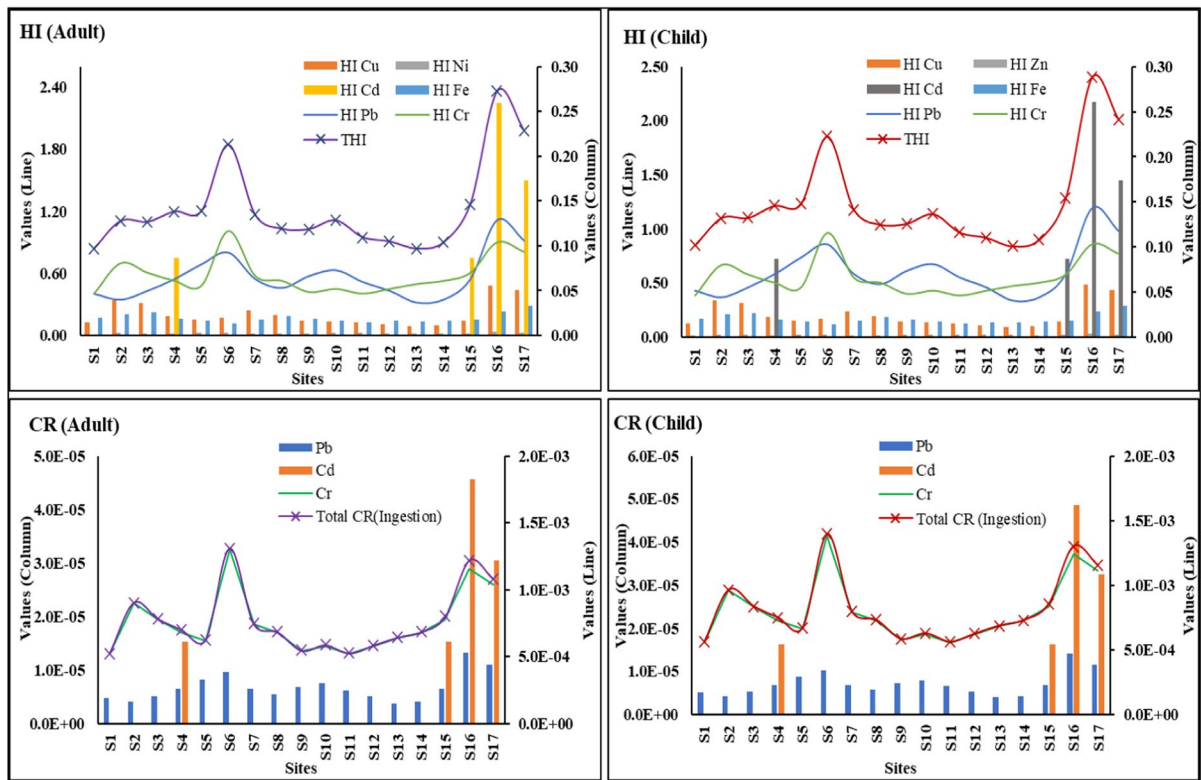 HI (Adult)
HI Cu HI Ni
HI Cd HI Fe
HI Pb HI Cr
THI
Values (Line)
2.40
1.80
1.20
0.60
0.00
Values (Column)
0.30
0.25
0.20
0.15
0.10
0.05
0.00
S1 S2 S3 S4 S5 S6 S7 S8 S9 S10 S11 S12 S13 S14 S15 S16 S17
Sites
HI (Child)
HI Cu HI Zn
HI Cd HI Fe
HI Pb HI Cr
THI
Values (Line)
2.50
2.00
1.50
1.00
0.50
0.00
Values (Column)
0.30
0.25
0.20
0.15
0.10
0.05
0.00
S1 S2 S3 S4 S5 S6 S7 S8 S9 S10 S11 S12 S13 S14 S15 S16 S17
Sites
CR (Adult)
Pb
Cd
Cr
Total CR(Ingestion)
Values (Column)
5.0E-05
4.0E-05
3.0E-05
2.0E-05
1.0E-05
0.0E+00
Values (Line)
2.0E-03
1.5E-03
1.0E-03
5.0E-04
0.0E+00
S1 S2 S3 S4 S5 S6 S7 S8 S9 S10 S11 S12 S13 S14 S15 S16 S17
Sites
CR (Child)
Pb
Cd
Cr
Total CR (Ingestion)
Values (Column)
6.0E-05
5.0E-05
4.0E-05
3.0E-05
2.0E-05
1.0E-05
0.0E+00
Values (Line)
2.0E-03
1.5E-03
1.0E-03
5.0E-04
0.0E+00
S1 S2 S3 S4 S5 S6 S7 S8 S9 S10 S11 S12 S13 S14 S15 S16 S17
Sites